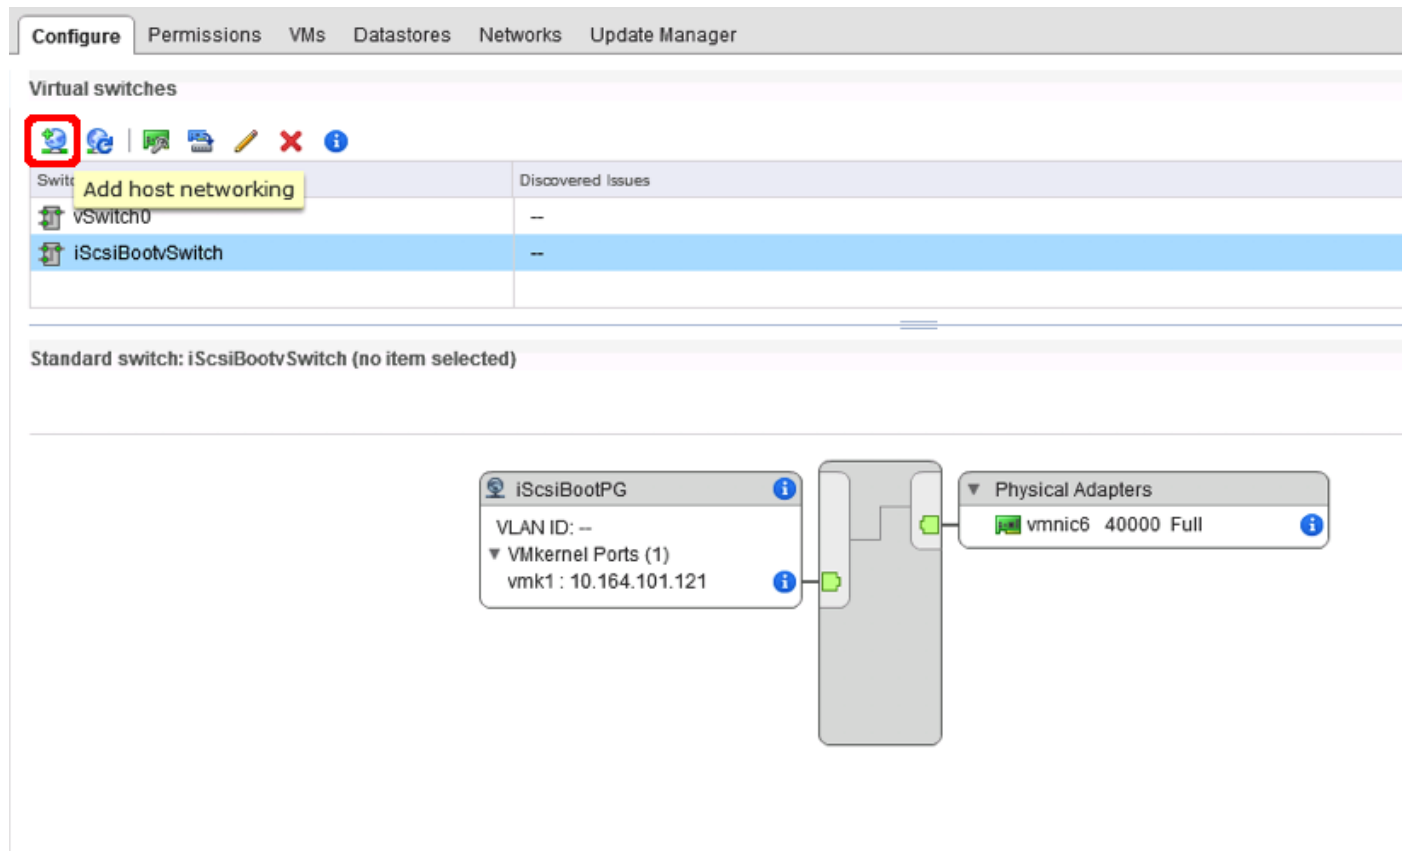 Configure Permissions VMs Datastores Networks Update Manager
Virtual switches
Add host networking
Switc Discovered Issues
vSwitch0 --
iScsiBootvSwitch --
Standard switch: iScsiBootvSwitch (no item selected)
iScsiBootPG
VLAN ID: --
VMkernel Ports (1)
vmk1 : 10.164.101.121
Physical Adapters
vmnic6 40000 Full